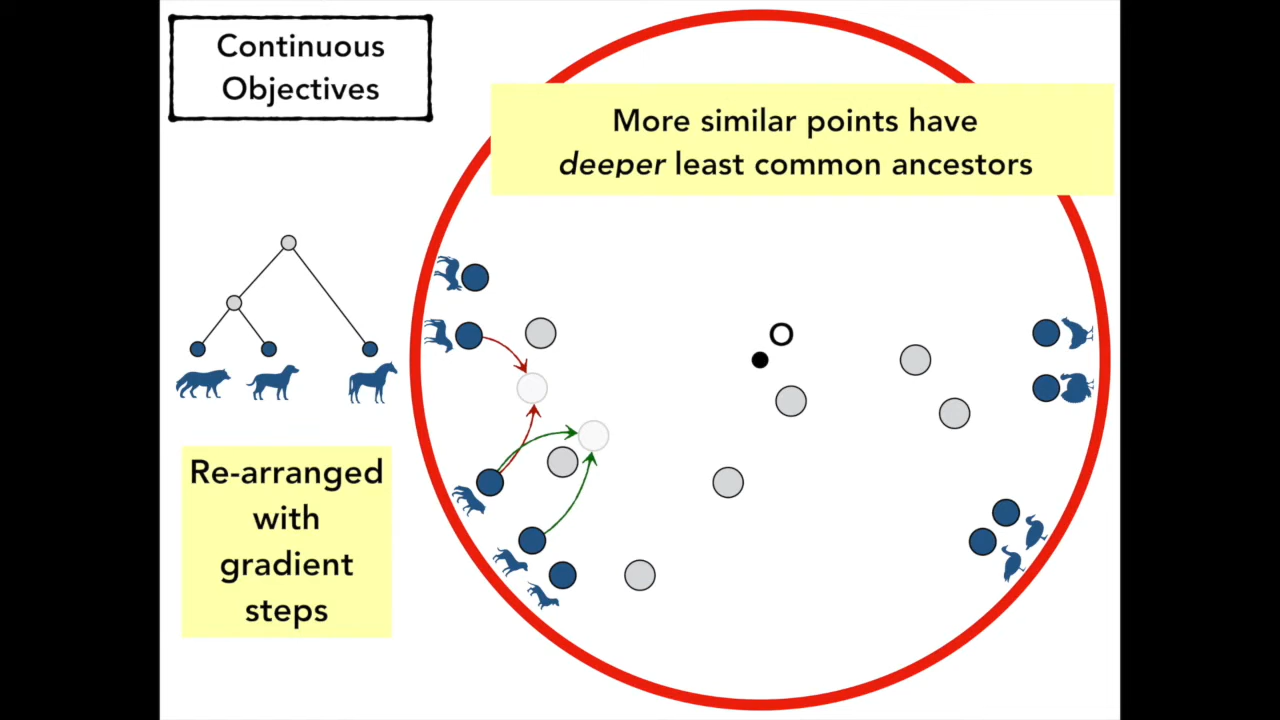 Continuous
Objectives
More similar points have
deeper least common ancestors
O
Re-arranged
with
gradient
steps